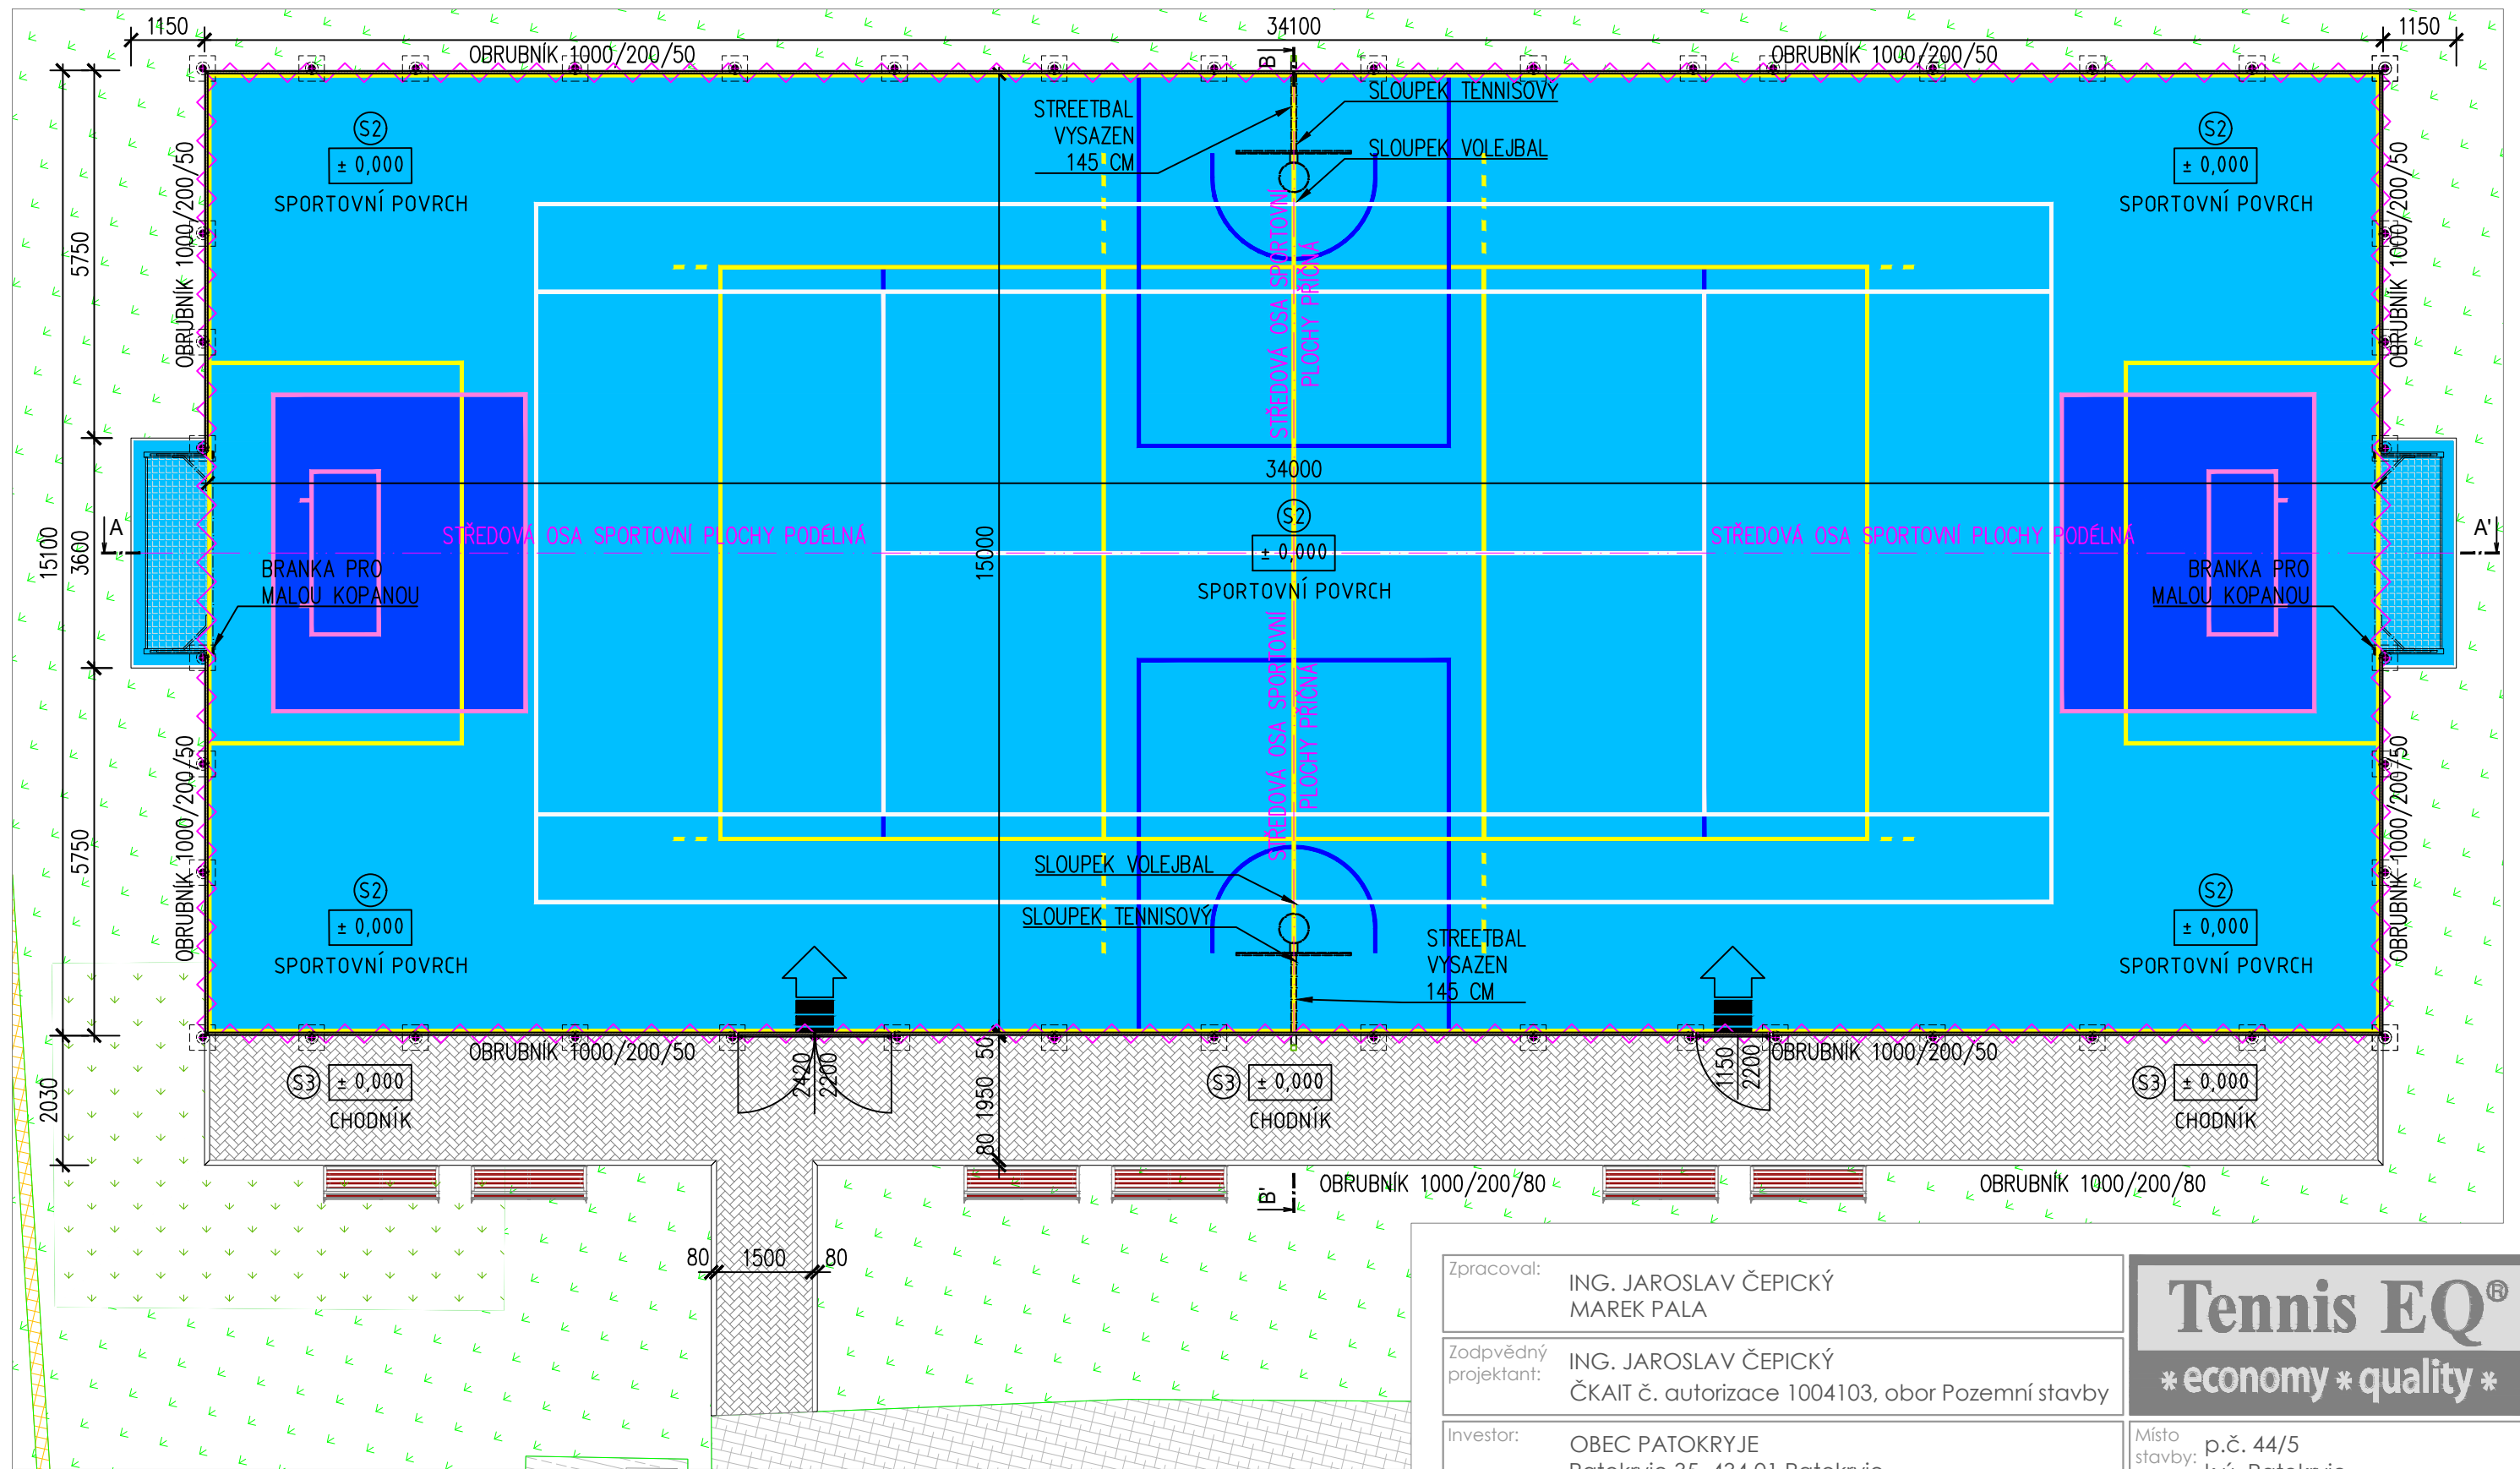 1150
34100
1150
OBRUBNÍK 1000/200/50
B
OBRUBNÍK 1000/200/50
STREETBAL
VYSAZEN
145 CM
SLOUPEK TENNISOVÝ
SLOUPEK VOLEJBAL
S2
± 0,000
SPORTOVNÍ POVRCH
S2
± 0,000
SPORTOVNÍ POVRCH
OBRUBNÍK 1000/200/50
OBRUBNÍK 1000/200/50
5750
STŘEDOVÁ OSA SPORTOVNÍ
PLOCHY PŘÍČNÁ
34000
15100
3600
A
STŘEDOVÁ OSA SPORTOVNÍ PLOCHY PODÉLNÁ
15000
S2
± 0,000
SPORTOVNÍ POVRCH
STŘEDOVÁ OSA SPORTOVNÍ PLOCHY PODÉLNÁ
A'
BRANKA PRO
MALOU KOPANOU
BRANKA PRO
MALOU KOPANOU
STŘEDOVÁ OSA SPORTOVNÍ
PLOCHY PŘÍČNÁ
5750
OBRUBNÍK 1000/200/50
OBRUBNÍK 1000/200/50
SLOUPEK VOLEJBAL
SLOUPEK TENNISOVÝ
STREETBAL
VYSAZEN
145 CM
S2
± 0,000
SPORTOVNÍ POVRCH
S2
± 0,000
SPORTOVNÍ POVRCH
OBRUBNÍK 1000/200/50
OBRUBNÍK 1000/200/50
2030
S3
± 0,000
CHODNÍK
2420
2200
50
1950
80
S3
± 0,000
CHODNÍK
1150
2200
S3
± 0,000
CHODNÍK
B'
OBRUBNÍK 1000/200/80
OBRUBNÍK 1000/200/80
80
1500
80
Zpracoval:
ING. JAROSLAV ČEPICKÝ
MAREK PALA
Zodpvědný
projektant:
ING. JAROSLAV ČEPICKÝ
ČKAIT č. autorizace 1004103, obor Pozemní stavby
Tennis EQ®
* economy * quality *
Investor:
OBEC PATOKRYJE
Patokryje 35, 434 01 Patokryje
Místo
stavby:
p.č. 44/5
k.ú. Patokryje